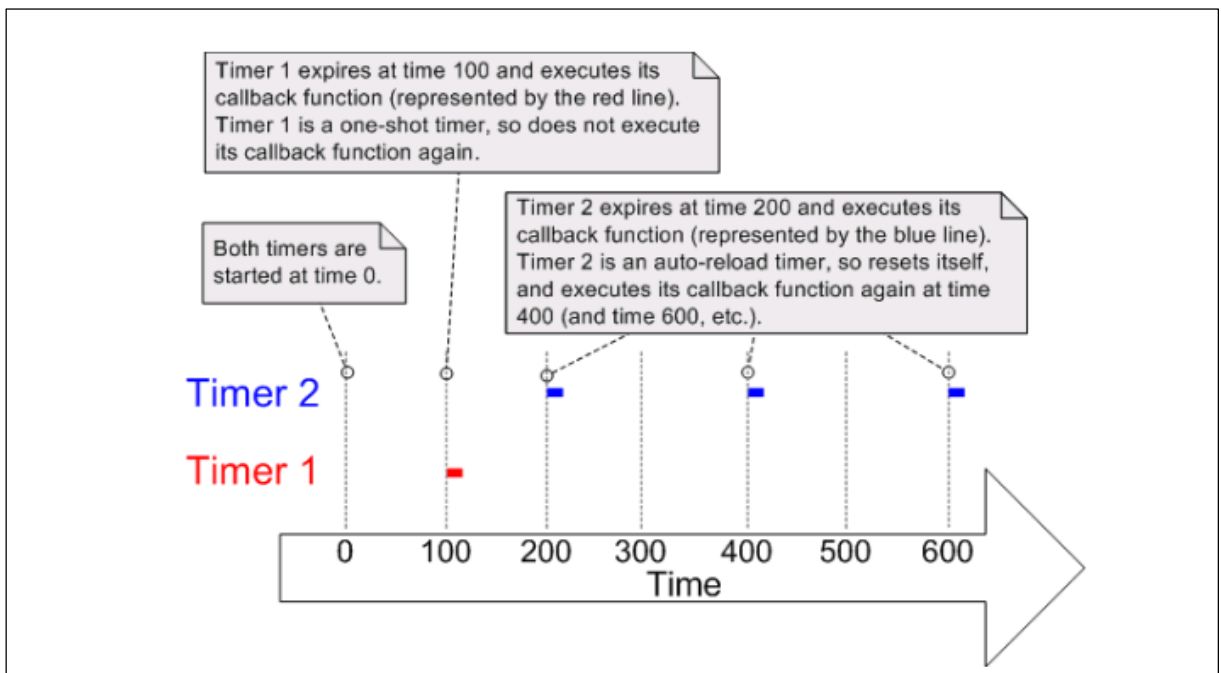 Timer 1 expires at time 100 and executes its
callback function (represented by the red line).
Timer 1 is a one-shot timer, so does not execute
its callback function again.
Timer 2 expires at time 200 and executes its
callback function (represented by the blue line).
Timer 2 is an auto-reload timer, so resets itself,
and executes its callback function again at time
400 (and time 600, etc.).
Both timers are
started at time 0.
Timer 2
Timer 1
0 100 200 300 400 500 600
Time